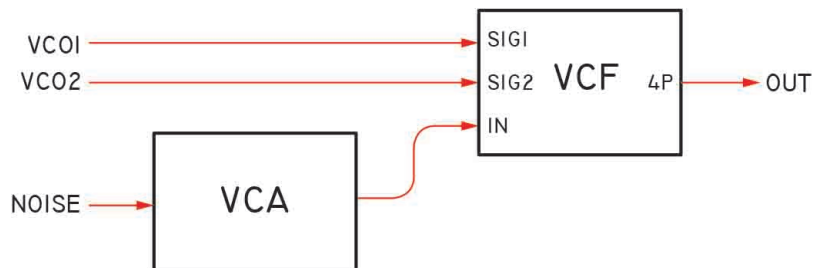 VCO1
VCO2
NOISE
VCA
SIG1
SIG2
IN
VCF
4P
OUT